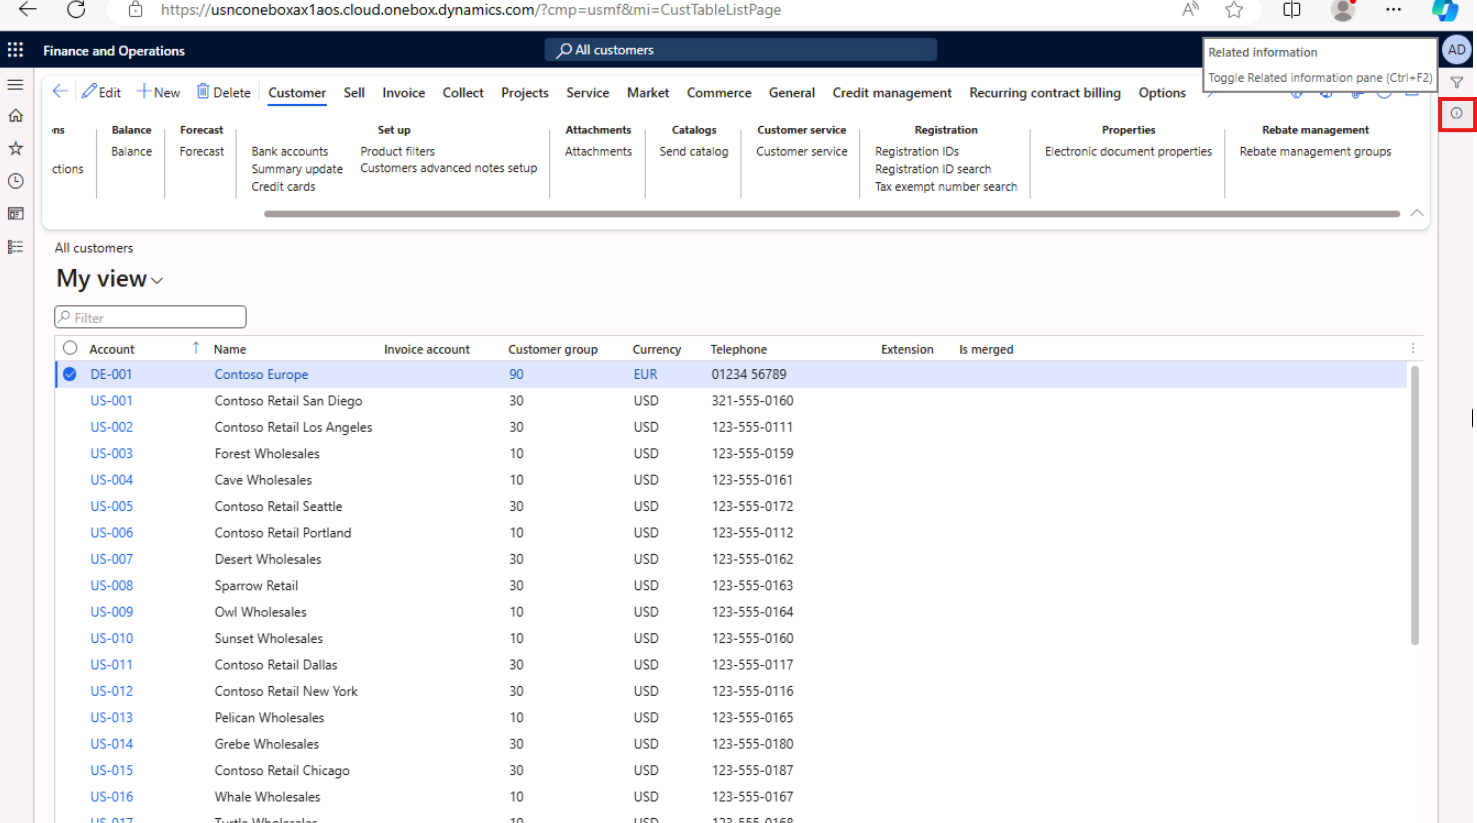 https://usnconeboxax1aos.cloud.onebox.dynamics.com/?cmp=usmf&mi=CustTableListPage
Finance and Operations
All customers
Related information
Toggle Related information pane (Ctrl+F2)
AD
Edit New Delete Customer Sell Invoice Collect Projects Service Market Commerce General Credit management Recurring contract billing Options
Balance Forecast Set up Attachments Catalogs Customer service Registration Properties Rebate management
Balance Forecast Bank accounts Product filters Attachments Send catalog Customer service Registration IDs Electronic document properties Rebate management groups
ctions Summary update Customers advanced notes setup Registration ID search
Credit cards Tax exempt number search
All customers
My view
Filter
Account Name Invoice account Customer group Currency Telephone Extension Is merged
DE-001 Contoso Europe 90 EUR 01234 56789
US-001 Contoso Retail San Diego 30 USD 321-555-0160
US-002 Contoso Retail Los Angeles 30 USD 123-555-0111
US-003 Forest Wholesales 10 USD 123-555-0159
US-004 Cave Wholesales 10 USD 123-555-0161
US-005 Contoso Retail Seattle 30 USD 123-555-0172
US-006 Contoso Retail Portland 10 USD 123-555-0112
US-007 Desert Wholesales 30 USD 123-555-0162
US-008 Sparrow Retail 30 USD 123-555-0163
US-009 Owl Wholesales 10 USD 123-555-0164
US-010 Sunset Wholesales 10 USD 123-555-0160
US-011 Contoso Retail Dallas 30 USD 123-555-0117
US-012 Contoso Retail New York 30 USD 123-555-0116
US-013 Pelican Wholesales 10 USD 123-555-0165
US-014 Grebe Wholesales 30 USD 123-555-0180
US-015 Contoso Retail Chicago 30 USD 123-555-0187
US-016 Whale Wholesales 10 USD 123-555-0167
US-017 Turtle Wholesales 10 USD 123-555-0168